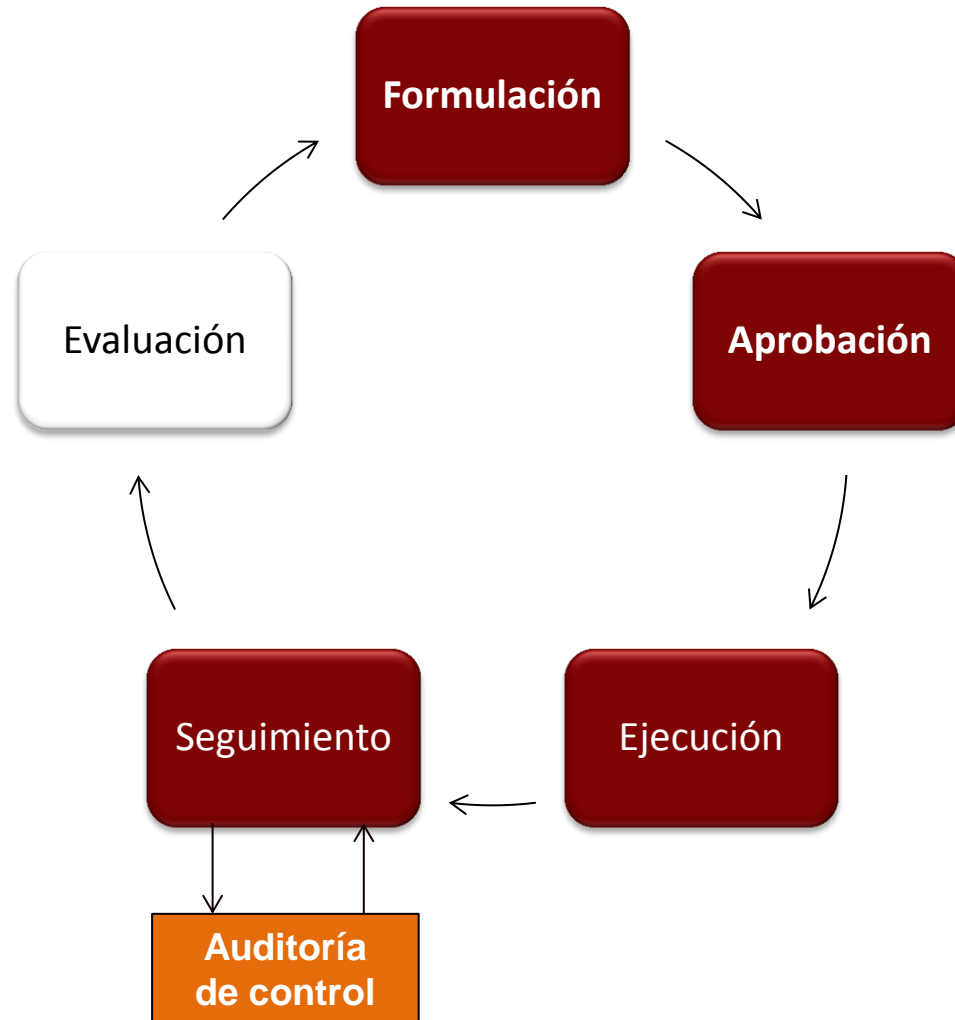 Formulación
Aprobación
Ejecución
Seguimiento
Evaluación
Auditoría
de control